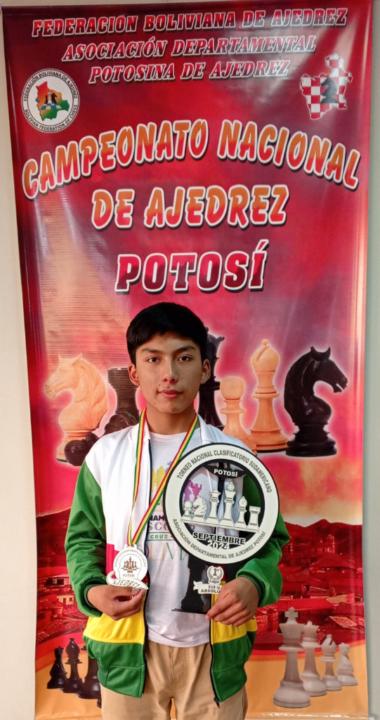 FEDERACION BOLIVIANA DE AJEDREZ
ASOCIACIÓN DEPARTAMENTAL
POTOSINA DE AJEDREZ
CAMPEONATO NACIONAL
DE AJEDREZ
POTOSÍ
TORNEO NACIONAL CLASIFICATORIO SUDAMERICANO
POTOSÍ
SEPTIEMBRE
2024
ASOCIACIÓN DEPARTAMENTAL DE AJEDREZ POTOSÍ